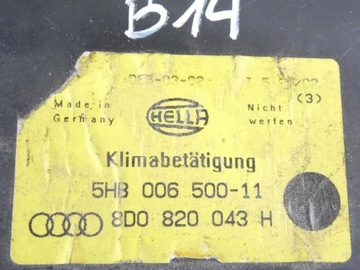 B14
Made in
Germany
HELLA
Nicht
werfen
(3)
Klimabetätigung
5HB 006 500-11
8D0 820 043 H